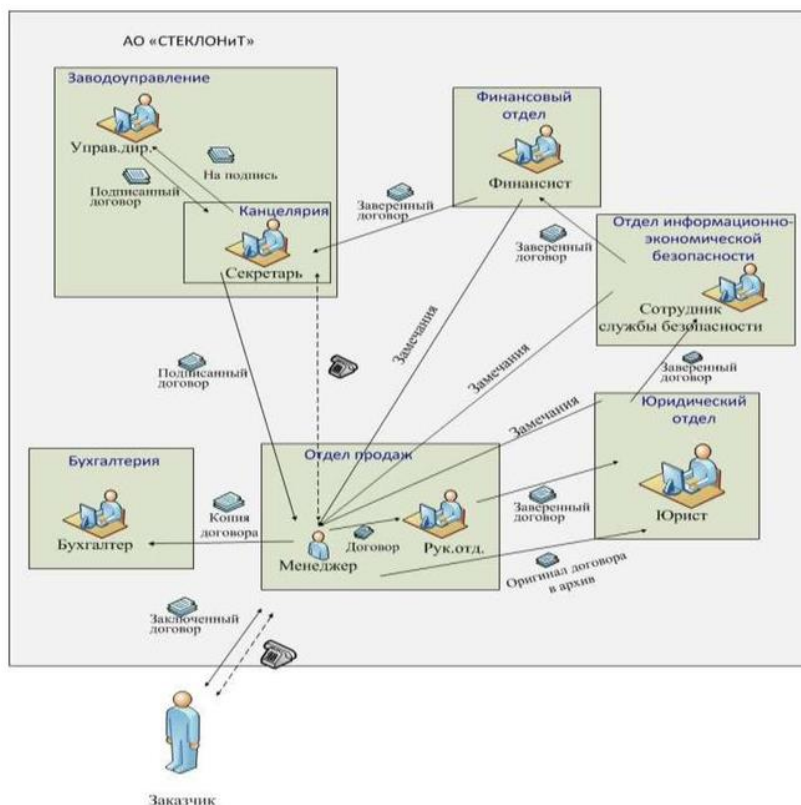 АО «СТЕКЛОНиТ»
Заводоуправление
Управ.дир.
На подпись
Подписанный
договор
Канцелярия
Секретарь
Финансовый
отдел
Финансист
Заверенный
договор
Отдел информационно-
экономической
безопасности
Заверенный
договор
Сотрудник
службы безопасности
Замечания
Замечания
Замечания
Заверенный
договор
Подписанный
договор
Юридический
отдел
Юрист
Бухгалтерия
Бухгалтер
Копия
договора
Отдел продаж
Менеджер
Договор
Рук.отд.
Заверенный
договор
Оригинал договора
в архив
Заключенный
договор
Заказчик